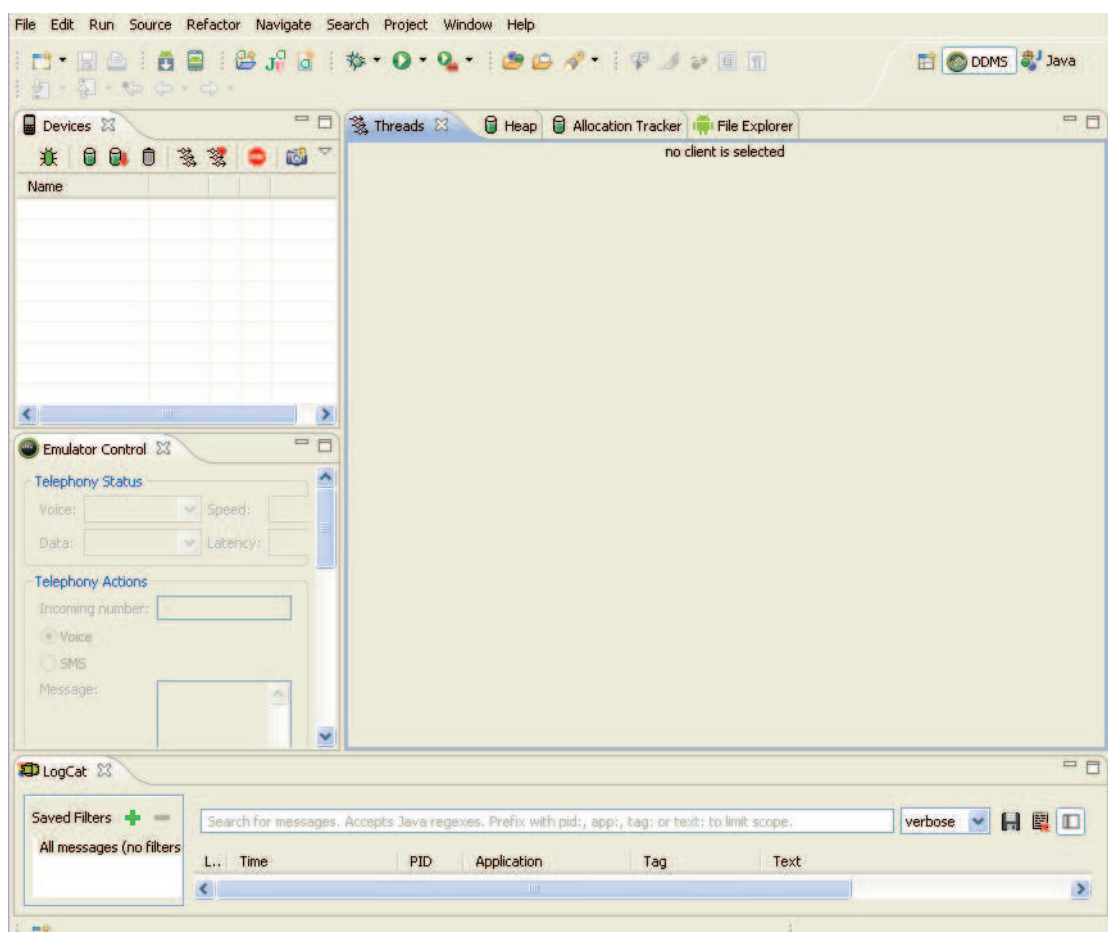 File Edit Run Source Refactor Navigate Search Project Window Help
DDMS Java
Devices
Threads Heap Allocation Tracker File Explorer
no client is selected
Name
Emulator Control
Telephony Status
Voice: Speed:
Data: Latency:
Telephony Actions
Incoming number:
Voice
SMS
Message:
LogCat
Saved Filters
Search for messages. Accepts Java regexes. Prefix with pid:, app:, tag: or text: to limit scope.
verbose
All messages (no filters
L.. Time PID Application Tag Text